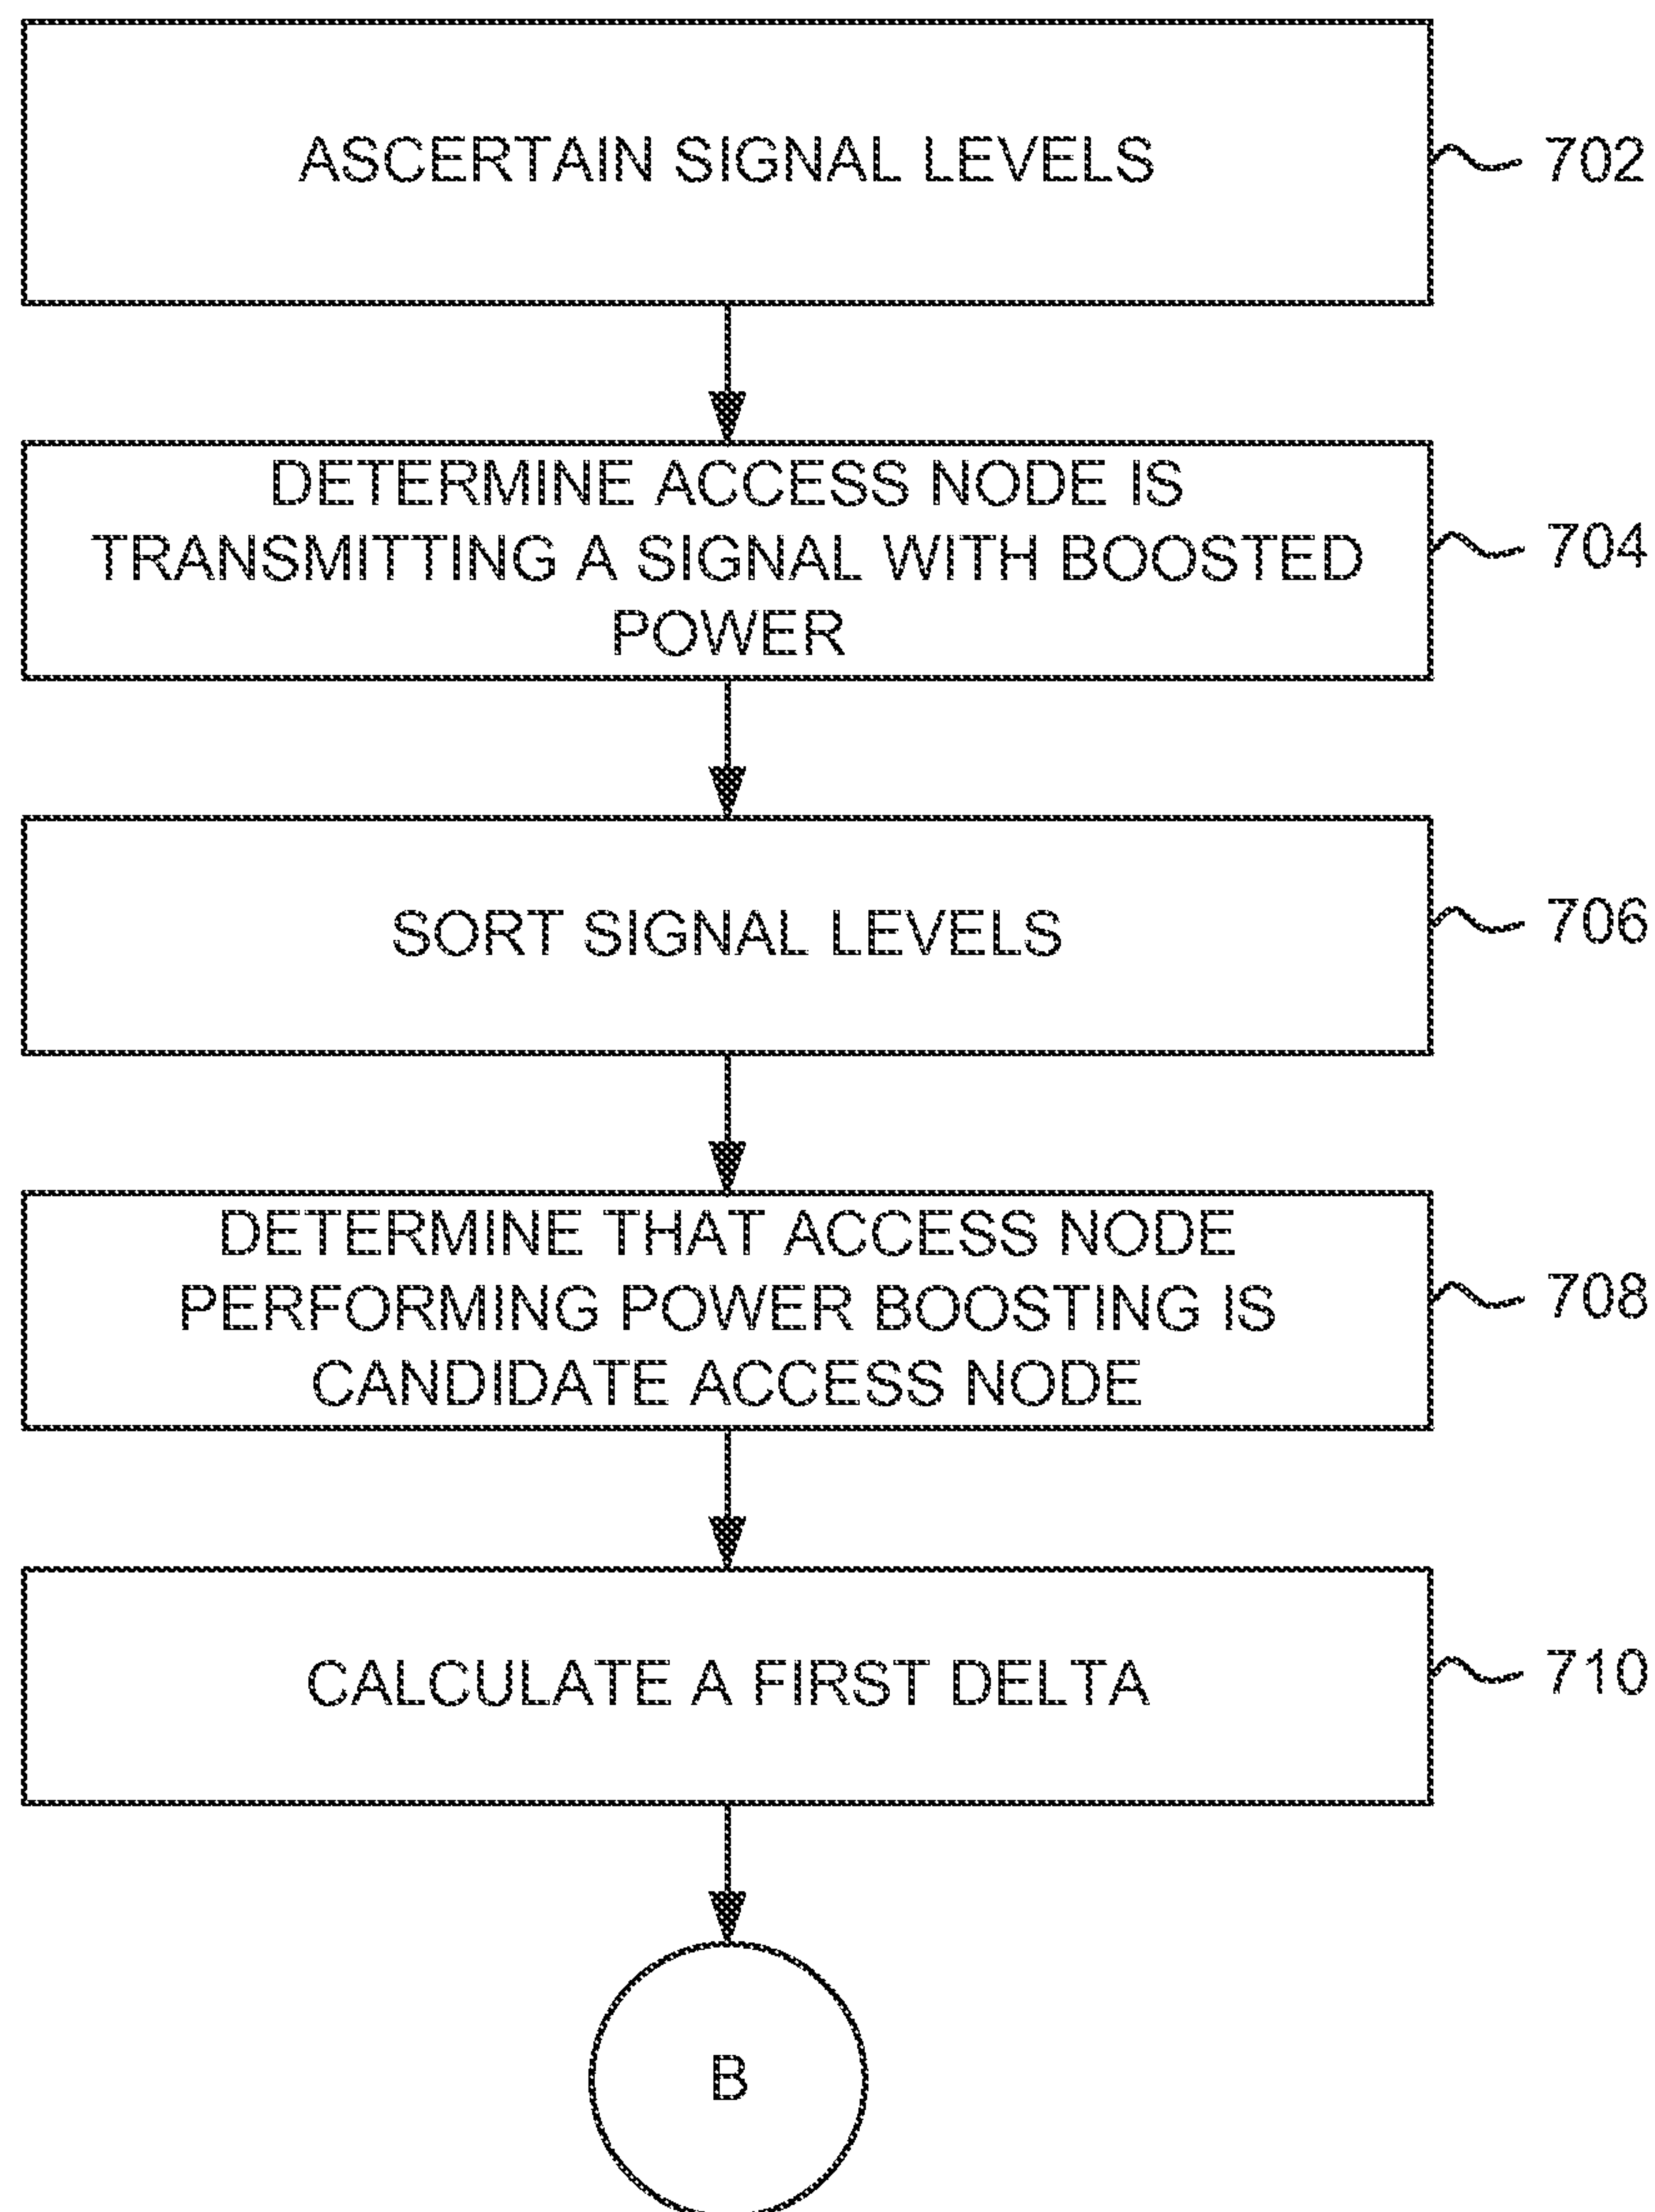 ASCERTAIN SIGNAL LEVELS
702
DETERMINE ACCESS NODE IS
TRANSMITTING A SIGNAL WITH BOOSTED
POWER
704
SORT SIGNAL LEVELS
706
DETERMINE THAT ACCESS NODE
PERFORMING POWER BOOSTING IS
CANDIDATE ACCESS NODE
708
CALCULATE A FIRST DELTA
710
B